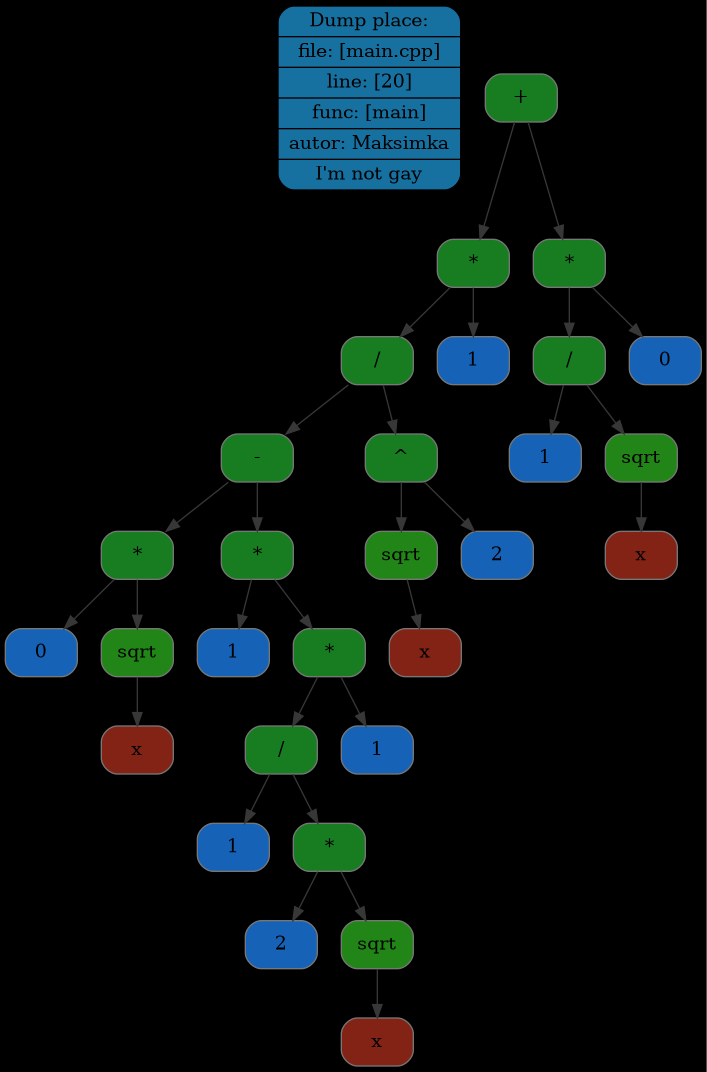 Dump place:
file: [main.cpp]
line: [20]
func: [main]
autor: Maksimka
I'm not gay
+
* *
/ 1 / 0
- ^ 1 sqrt
* * sqrt 2 x
0 sqrt 1 * x
x / 1
1 *
2 sqrt
x